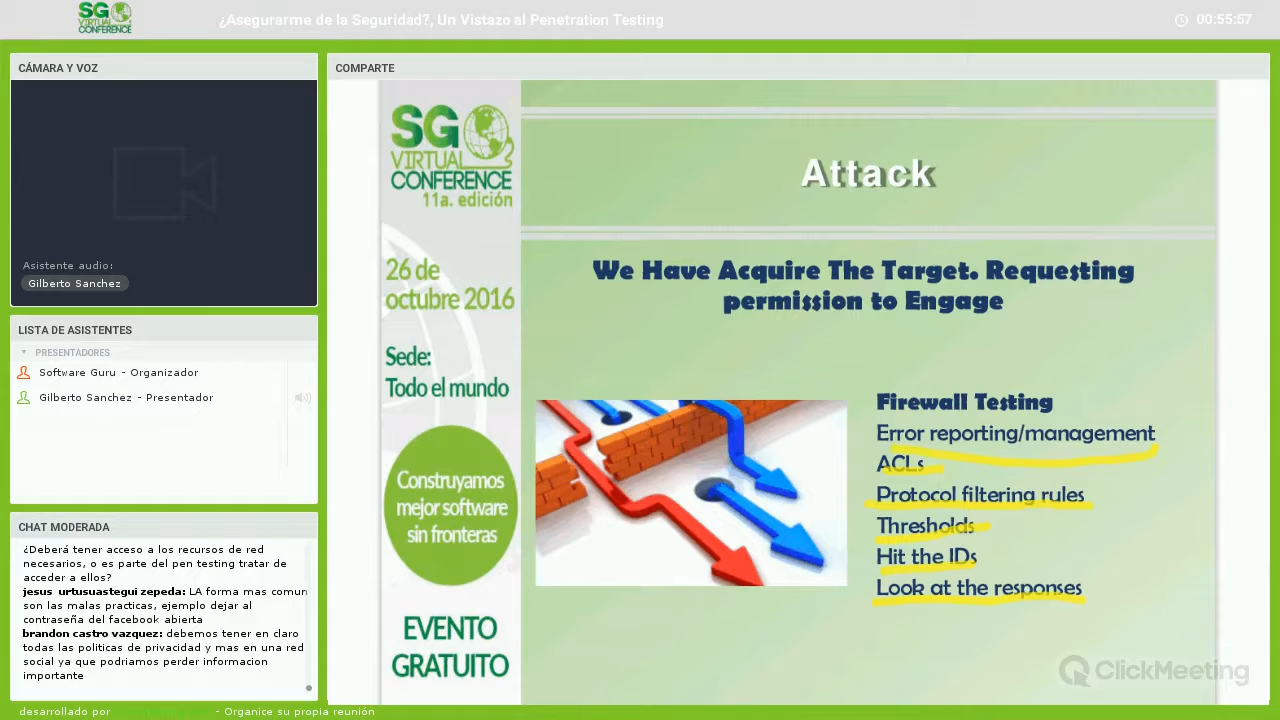 SG
VIRTUAL
CONFERENCE
¿Asegurarme de la Seguridad?, Un Vistazo al Penetration Testing
00:55:57
CÁMARA Y VOZ
Asistente audio:
Gilberto Sanchez
LISTA DE ASISTENTES
PRESENTADORES
Software Guru - Organizador
Gilberto Sanchez - Presentador
CHAT MODERADA
¿Deberá tener acceso a los recursos de red
necesarios, o es parte del pen testing tratar de
acceder a ellos?
jesus urtusuastegui zepeda: LA forma mas comun
son las malas practicas, ejemplo dejar al
contraseña del facebook abierta
brandon castro vazquez: debemos tener en claro
todas las politicas de privacidad y mas en una red
social ya que podriamos perder informacion
importante
desarrollado por
- Organice su propia reunión
COMPARTE
SG
VIRTUAL
CONFERENCE
11a. edición
26 de
octubre 2016
Sede:
Todo el mundo
Construyamos
mejor software
sin fronteras
EVENTO
GRATUITO
Attack
We Have Acquire The Target. Requesting
permission to Engage
Firewall Testing
Error reporting/management
ACLs
Protocol filtering rules
Thresholds
Hit the IDs
Look at the responses
ClickMeeting